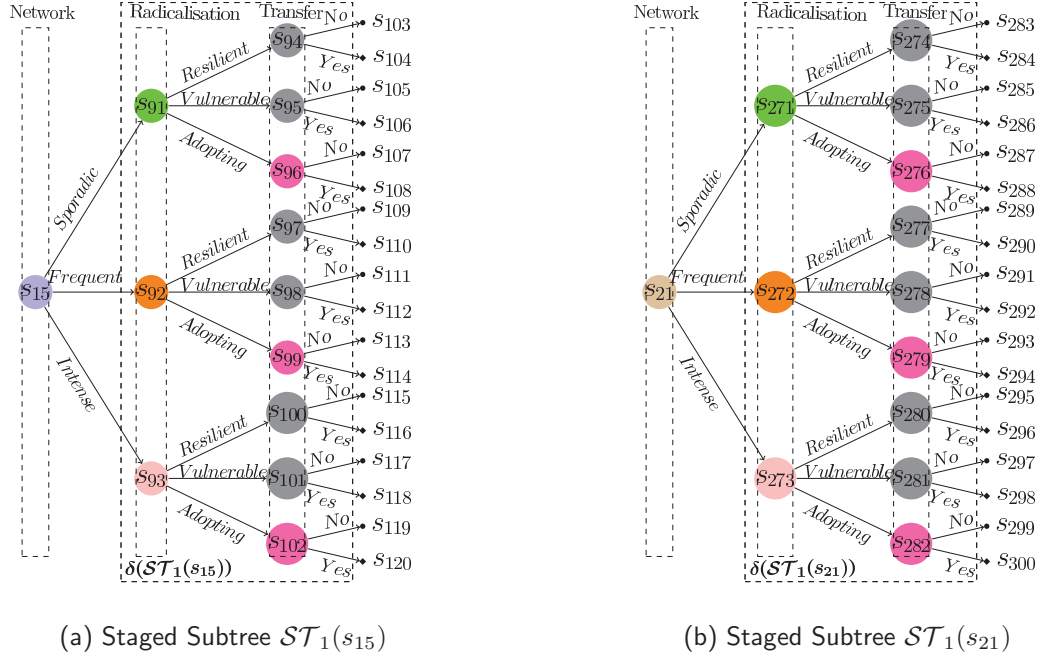 Network Radicalisation Transfer
s94 No s103
Yes s104
Resilient
s91 Vulnerable s95 No s105
Yes s106
Adopting
s96 No s107
Yes s108
Sporadic
s97 No s109
Yes s110
Resilient
s15 Frequent s92 Vulnerable s98 No s111
Yes s112
Adopting
s99 No s113
Yes s114
Intense
s100 No s115
Yes s116
Resilient
s93 Vulnerable s101 No s117
Yes s118
Adopting
s102 No s119
Yes s120
δ(ST1(s15))
(a) Staged Subtree ST1(s15)
Network Radicalisation Transfer
s274 No s283
Yes s284
Resilient
s271 Vulnerable s275 No s285
Yes s286
Adopting
s276 No s287
Yes s288
Sporadic
s277 No s289
Yes s290
Resilient
s21 Frequent s272 Vulnerable s278 No s291
Yes s292
Adopting
s279 No s293
Yes s294
Intense
s280 No s295
Yes s296
Resilient
s273 Vulnerable s281 No s297
Yes s298
Adopting
s282 No s299
Yes s300
δ(ST1(s21))
(b) Staged Subtree ST1(s21)